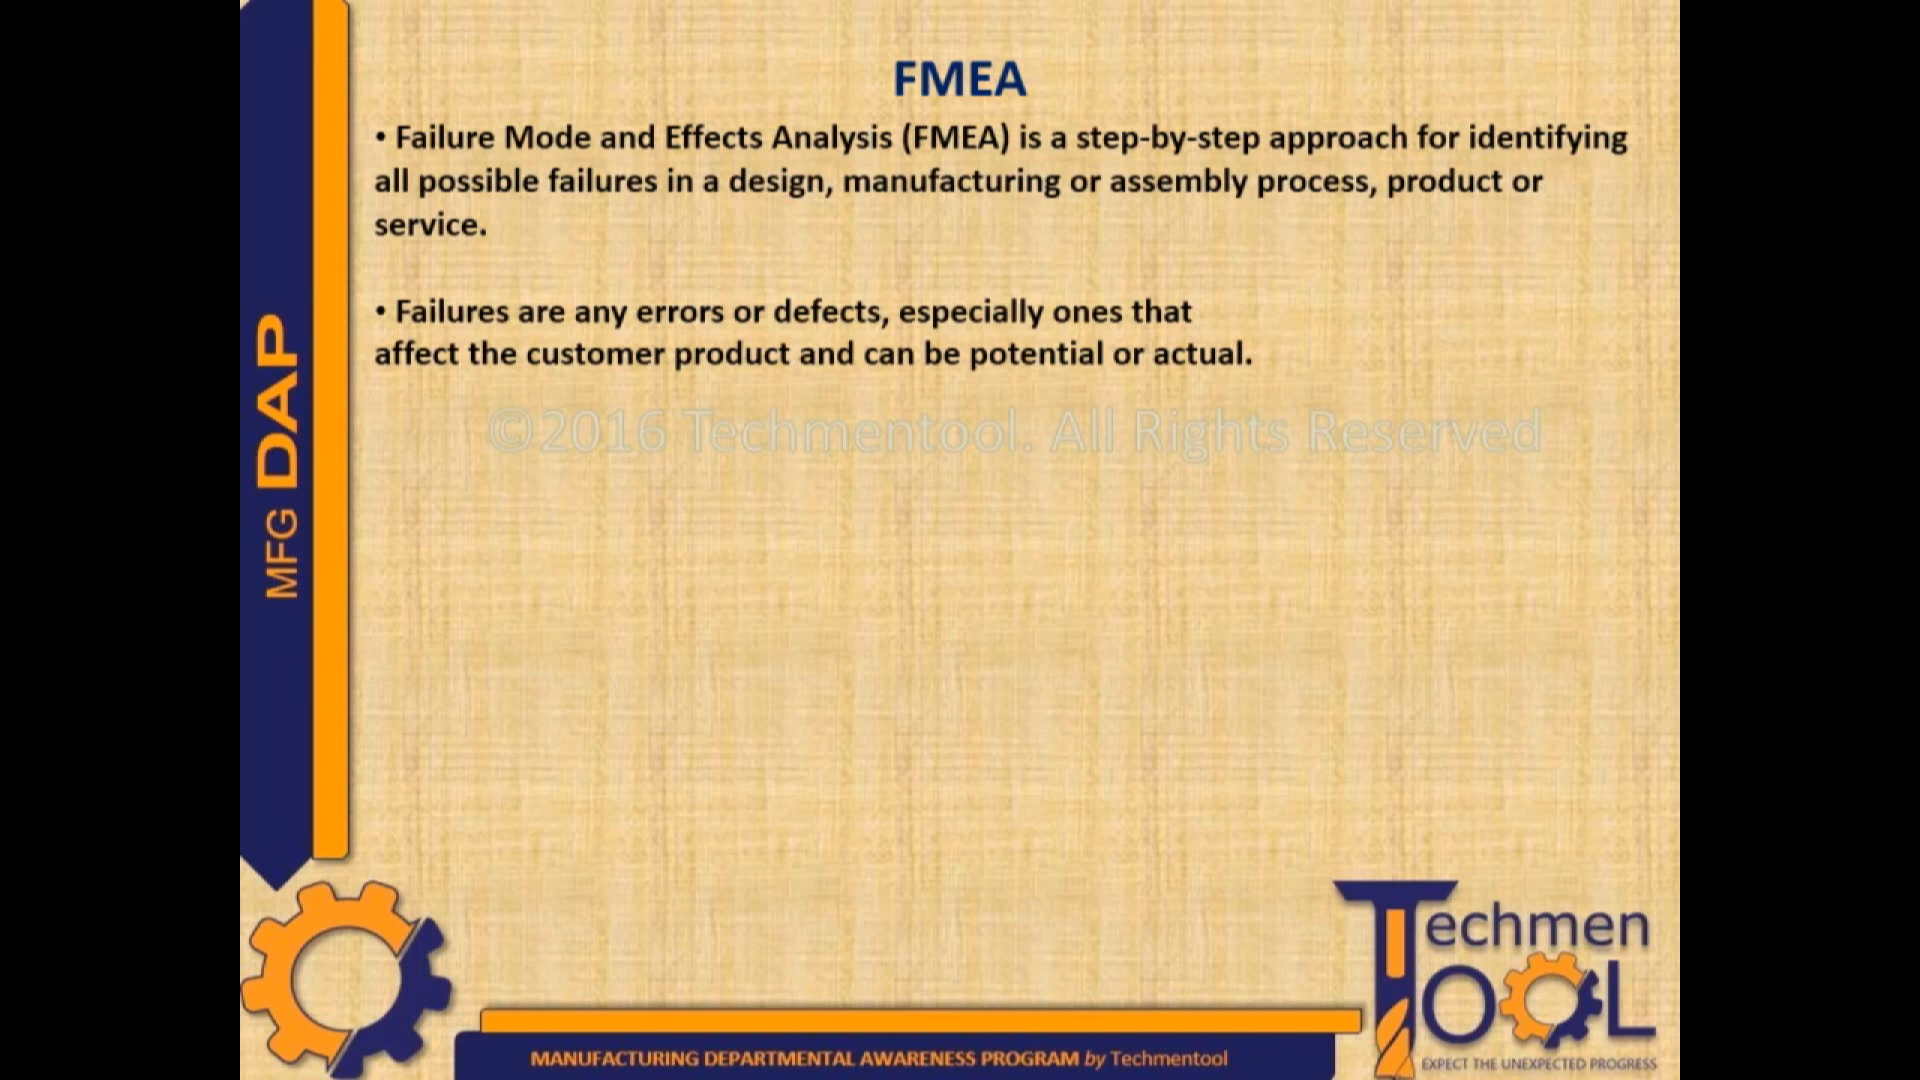 FMEA
• Failure Mode and Effects Analysis (FMEA) is a step-by-step approach for identifying
all possible failures in a design, manufacturing or assembly process, product or
service.
• Failures are any errors or defects, especially ones that
affect the customer product and can be potential or actual.
©2016 Techmentool. All Rights Reserved
MFG DAP
MANUFACTURING DEPARTMENTAL AWARENESS PROGRAM by Techmentool
Techmen
TOOL
EXPECT THE UNEXPECTED PROGRESS